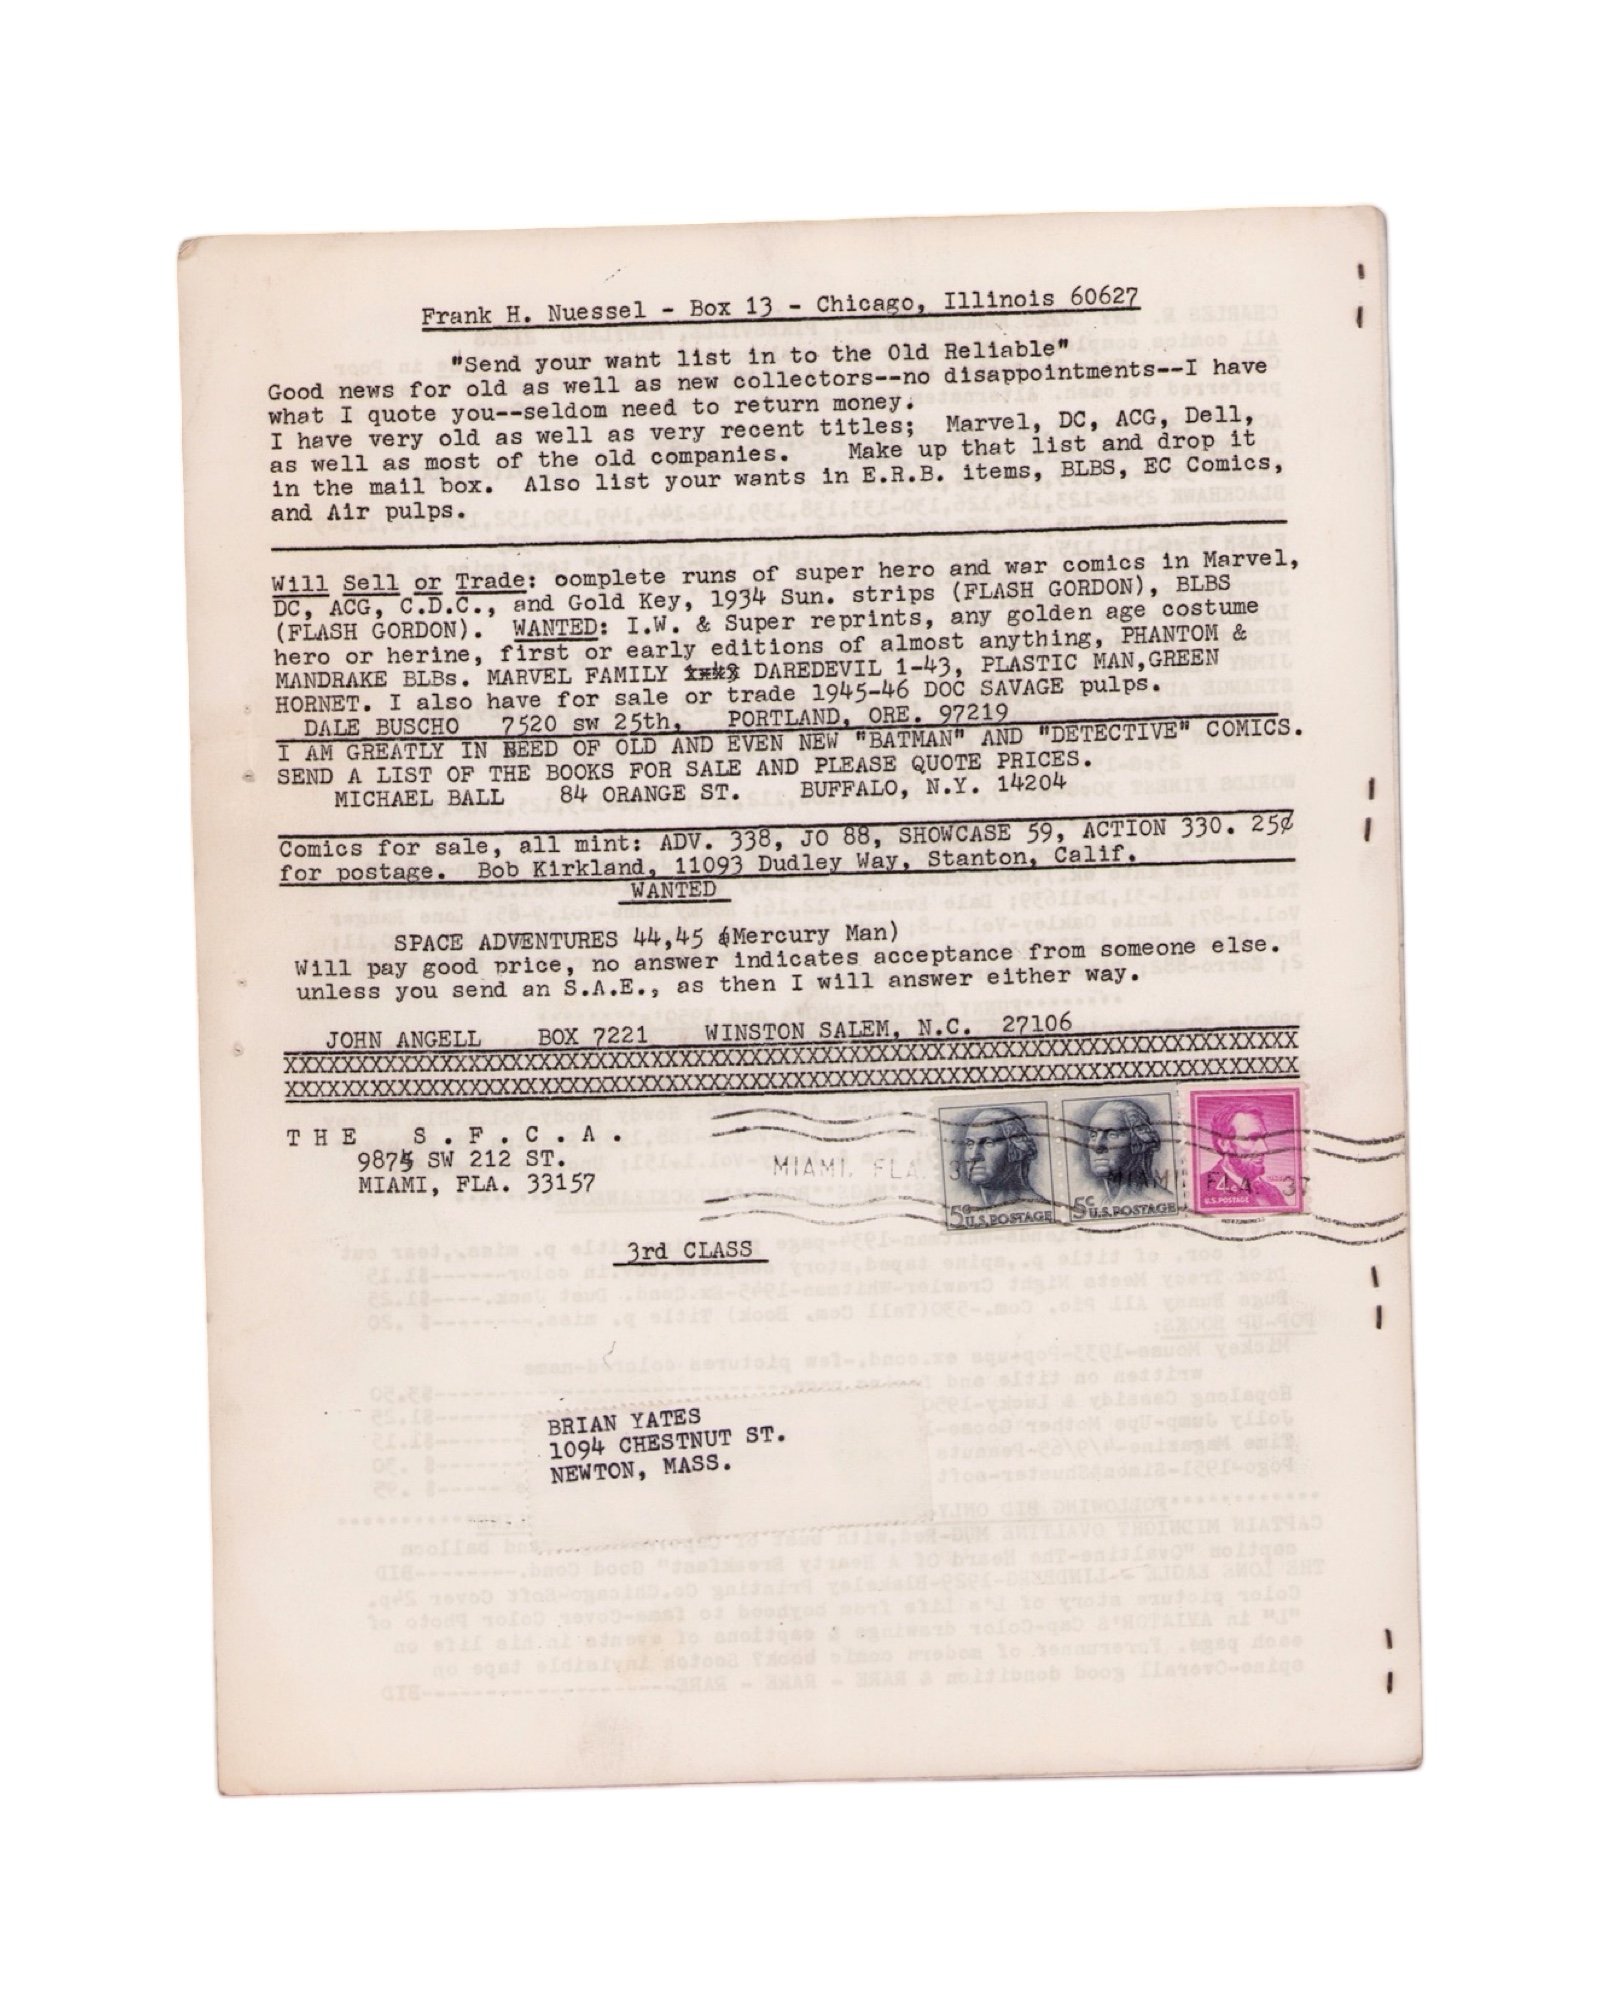 Frank H. Nuessel - Box 13 - Chicago, Illinois 60627
"Send your want list in to the Old Reliable"
Good news for old as well as new collectors--no disappointments--I have
what I quote you--seldom need to return money.
I have very old as well as very recent titles;  Marvel, DC, ACG, Dell,
as well as most of the old companies.    Make up that list and drop it
in the mail box.  Also list your wants in E.R.B. items, BLBS, EC Comics,
and Air pulps.
Will Sell or Trade: complete runs of super hero and war comics in Marvel,
DC, ACG, C.D.C., and Gold Key, 1934 Sun. strips (FLASH GORDON), BLBS
(FLASH GORDON).  WANTED: I.W. & Super reprints, any golden age costume
hero or herine, first or early editions of almost anything, PHANTOM &
MANDRAKE BLBs. MARVEL FAMILY DAREDEVIL 1-43, PLASTIC MAN,GREEN
HORNET. I also have for sale or trade 1945-46 DOC SAVAGE pulps.
DALE BUSCHO   7520 sw 25th,   PORTLAND, ORE. 97219
I AM GREATLY IN NEED OF OLD AND EVEN NEW "BATMAN" AND "DETECTIVE" COMICS.
SEND A LIST OF THE BOOKS FOR SALE AND PLEASE QUOTE PRICES.
MICHAEL BALL    84 ORANGE ST.    BUFFALO, N.Y. 14204
Comics for sale, all mint: ADV. 338, JO 88, SHOWCASE 59, ACTION 330. 25¢
for postage.  Bob Kirkland, 11093 Dudley Way, Stanton, Calif.
WANTED
SPACE ADVENTURES 44,45 (Mercury Man)
Will pay good price, no answer indicates acceptance from someone else.
unless you send an S.A.E., as then I will answer either way.
JOHN ANGELL    BOX 7221    WINSTON SALEM, N.C.  27106
XXXXXXXXXXXXXXXXXXXXXXXXXXXXXXXXXXXXXXXXXXXXXXXXXXXXXXXXXXXXXXXXXXXXXXXX
XXXXXXXXXXXXXXXXXXXXXXXXXXXXXXXXXXXXXXXXXXXXXXXXXXXXXXXXXXXXXXXXXXXXXXXX
THE S.F.C.A.
9875 SW 212 ST.
MIAMI, FLA. 33157
MIAMI, FLA. 37 MIAMI FLA. 37
5¢ U.S. POSTAGE
5¢ U.S. POSTAGE
4¢ U.S. POSTAGE
3rd CLASS
BRIAN YATES
1094 CHESTNUT ST.
NEWTON, MASS.